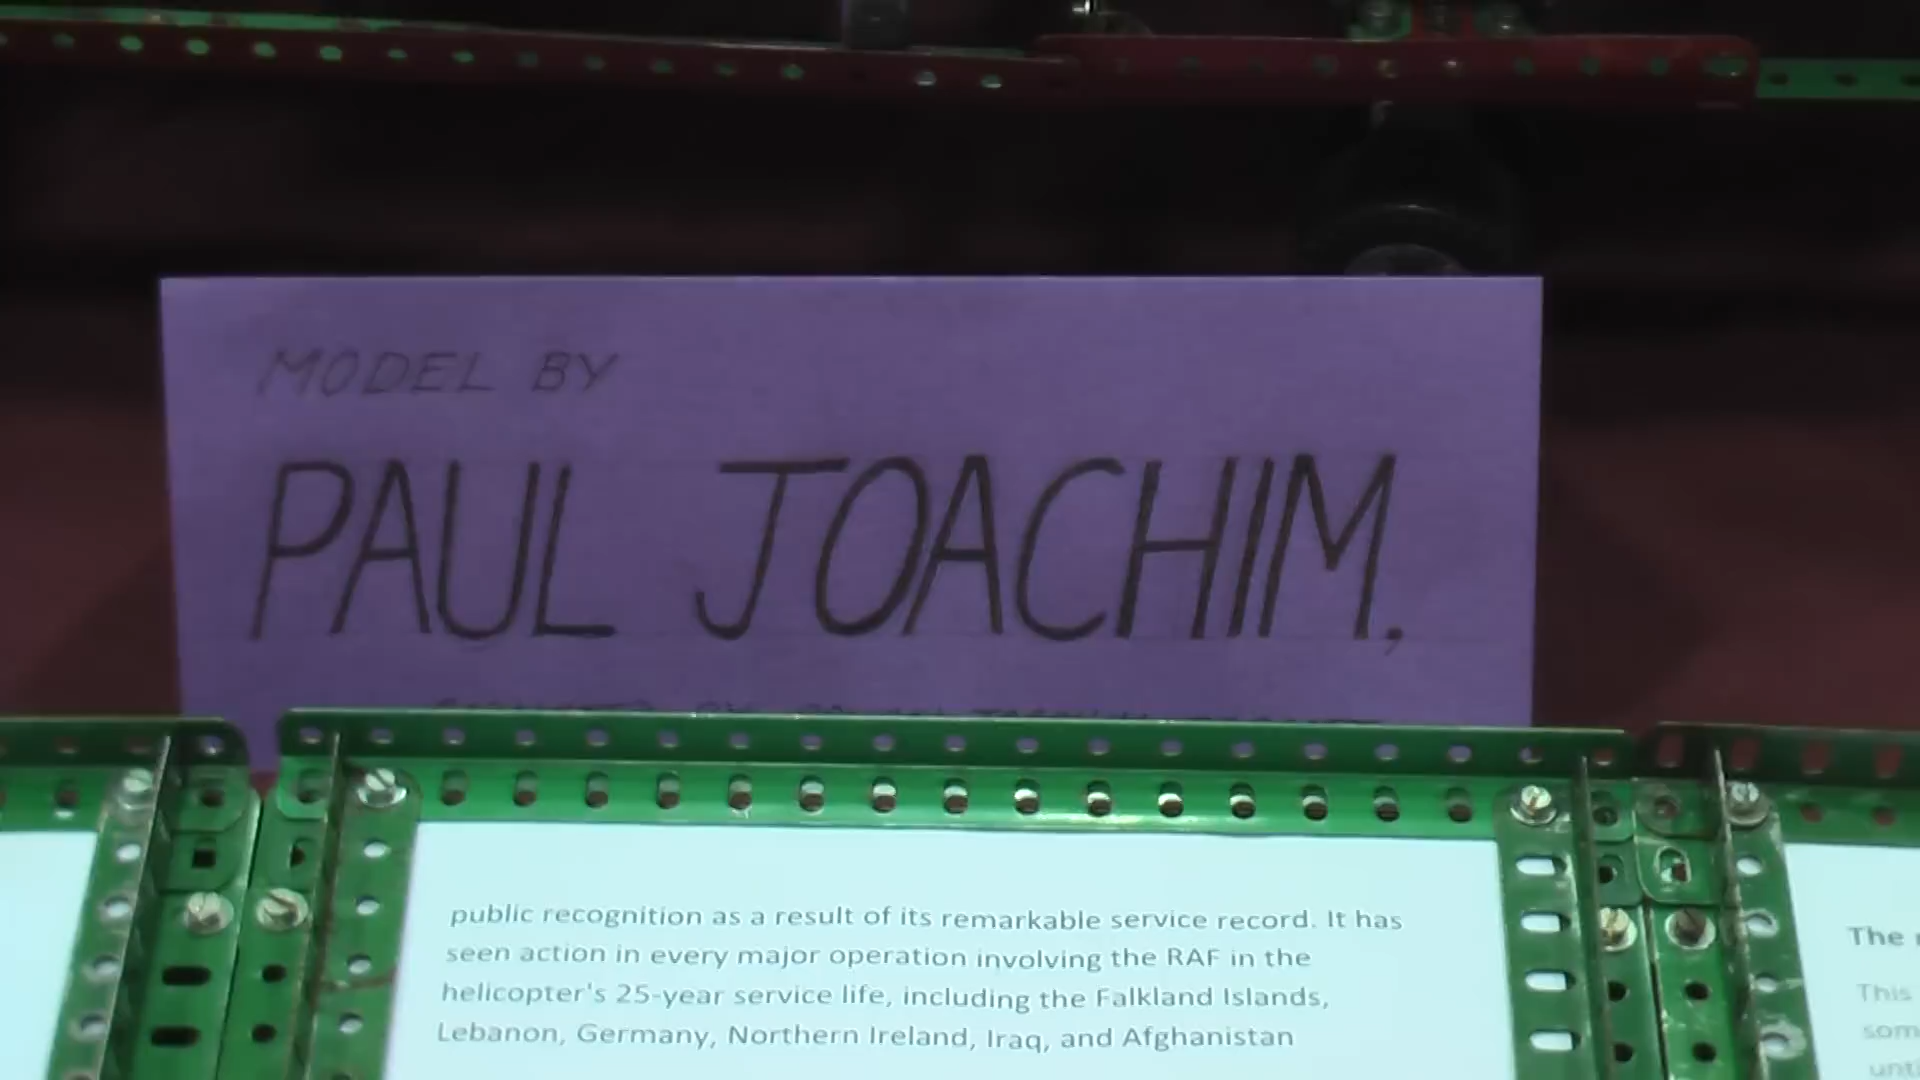 MODEL BY
PAUL JOACHIM.
public recognition as a result of its remarkable service record. It has
seen action in every major operation involving the RAF in the
helicopter's 25-year service life, including the Falkland Islands,
Lebanon, Germany, Northern Ireland, Iraq, and Afghanistan
The
This